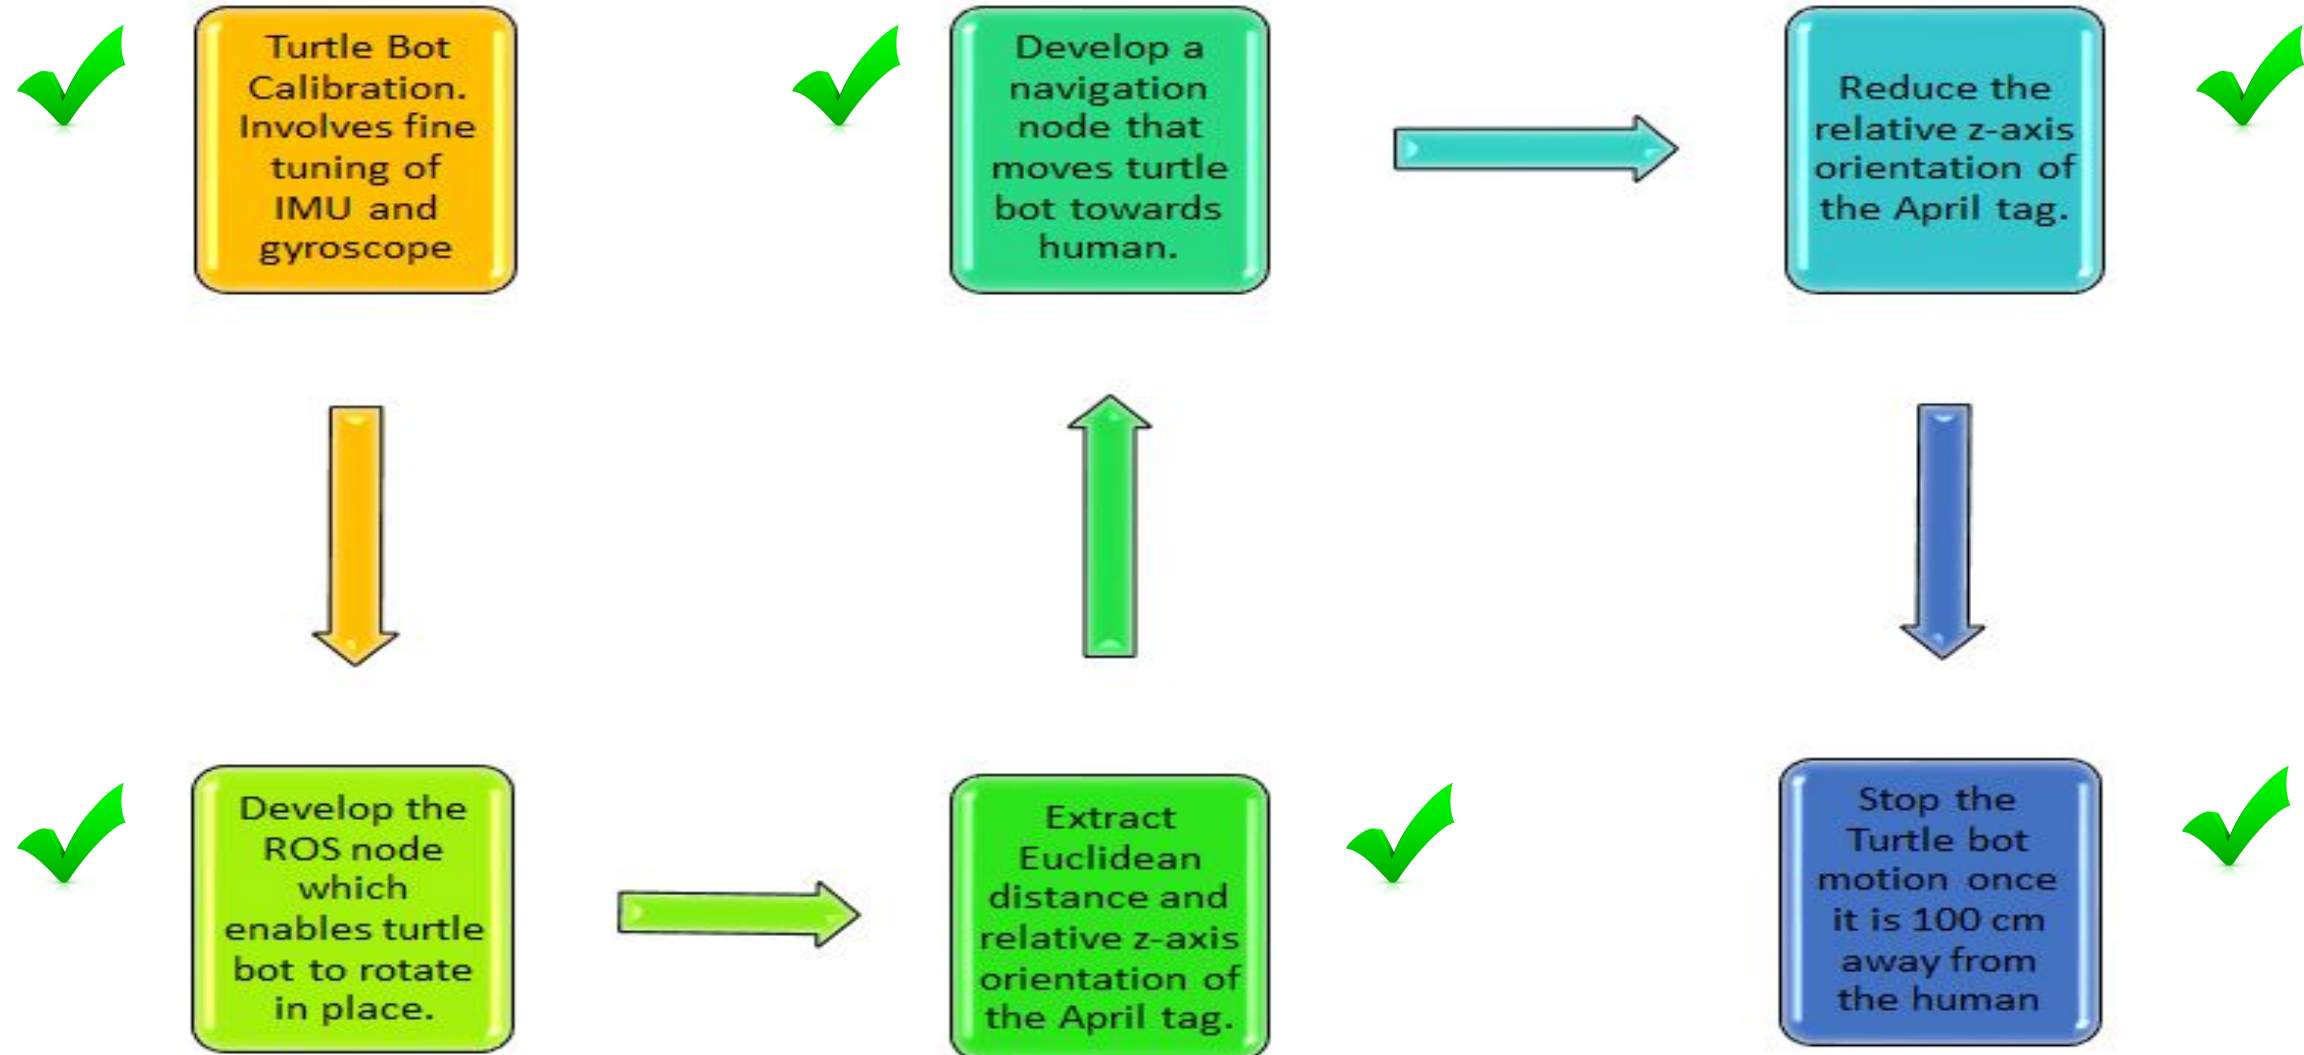 Turtle Bot
Calibration.
Involves fine
tuning of
IMU and
gyroscope
Develop the
ROS node
which
enables turtle
bot to rotate
in place.
Extract
Euclidean
distance and
relative z-axis
orientation of
the April tag.
Develop a
navigation
node that
moves turtle
bot towards
human.
Reduce the
relative z-axis
orientation of
the April tag.
Stop the
Turtle bot
motion once
it is 100 cm
away from
the human